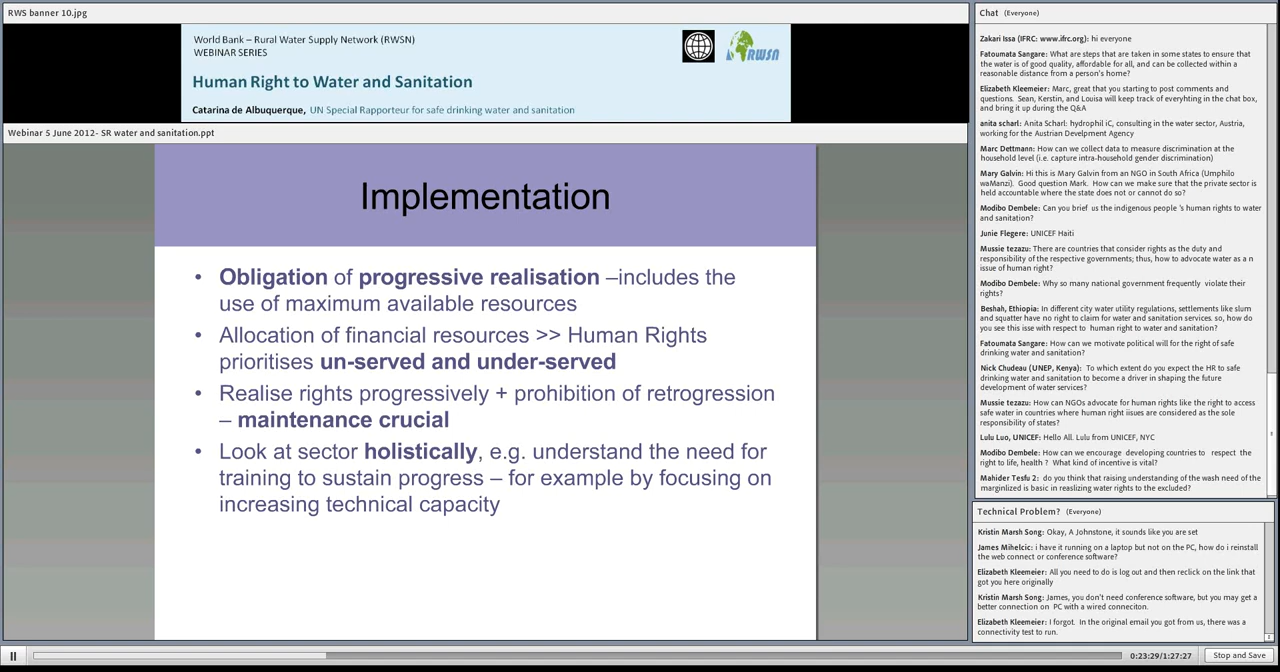 RWS banner 10.jpg
World Bank – Rural Water Supply Network (RWSN)
WEBINAR SERIES
RWSN
Human Right to Water and Sanitation
Catarina de Albuquerque, UN Special Rapporteur for safe drinking water and sanitation
Webinar 5 June 2012- SR water and sanitation.ppt
Implementation
• Obligation of progressive realisation –includes the
use of maximum available resources
• Allocation of financial resources >> Human Rights
prioritises un-served and under-served
• Realise rights progressively + prohibition of retrogression
– maintenance crucial
• Look at sector holistically, e.g. understand the need for
training to sustain progress – for example by focusing on
increasing technical capacity
Chat (Everyone)
Zakari Issa (IFRC: www.ifrc.org): hi everyone
Fatoumata Sangare: What are steps that are taken in some states to ensure that
the water is of good quality, affordable for all, and can be collected within a
reasonable distance from a person's home?
Elizabeth Kleemeier: Marc, great that you starting to post comments and
questions. Sean, Kerstin, and Louisa will keep track of everyhting in the chat box,
and bring it up during the Q&A
anita scharl: Anita Scharl: hydrophil iC, consulting in the water sector, Austria,
working for the Austrian Develpment Agency
Marc Dettmann: How can we collect data to measure discrimination at the
household level (i.e. capture intra-household gender discrimination)
Mary Galvin: Hi this is Mary Galvin from an NGO in South Africa (Umphilo
waManzi). Good question Mark. How can we make sure that the private sector is
held accountable where the state does not or cannot do so?
Modibo Dembele: Can you brief us the indigenous people 's human rights to water
and sanitation?
Junie Flegere: UNICEF Haiti
Mussie tezazu: There are countries that consider rights as the duty and
responsibility of the respective governments; thus, how to advocate water as a n
issue of human right?
Modibo Dembele: Why so many national government frequently violate their
rights?
Beshah, Ethiopia: In different city water utility regulations, settlements like slum
and squatter have no right to claim for water and sanitation services. so, how do
you see this isse with respect to human right to water and sanitation?
Fatoumata Sangare: How can we motivate political will for the right of safe
drinking water and sanitation?
Nick Chudeau (UNEP, Kenya): To which extent do you expect the HR to safe
drinking water and sanitation to become a driver in shaping the future
development of water services?
Mussie tezazu: How can NGOs advocate for human rights like the right to access
safe water in countries where human right iisues are considered as the sole
responsibility of states?
Lulu Luo, UNICEF: Hello All. Lulu from UNICEF, NYC
Modibo Dembele: How can we encourage developing countries to respect the
right to life, health ? What kind of incentive is vital?
Mahider Tesfu 2: do you think that raising understanding of the wash need of the
marginlized is basic in reaslizing water rights to the excluded?
Technical Problem? (Everyone)
Kristin Marsh Song: Okay, A Johnstone, it sounds like you are set
James Mihelcic: i have it running on a laptop but not on the PC, how do i reinstall
the web connect or conference software?
Elizabeth Kleemeier: All you need to do is log out and then reclick on the link that
got you here originally
Kristin Marsh Song: James, you don't need conference software, but you may get a
better connection on PC with a wired conneciton.
Elizabeth Kleemeier: I forgot. In the original email you got from us, there was a
connectivity test to run.
0:23:29/1:27:27
Stop and Save